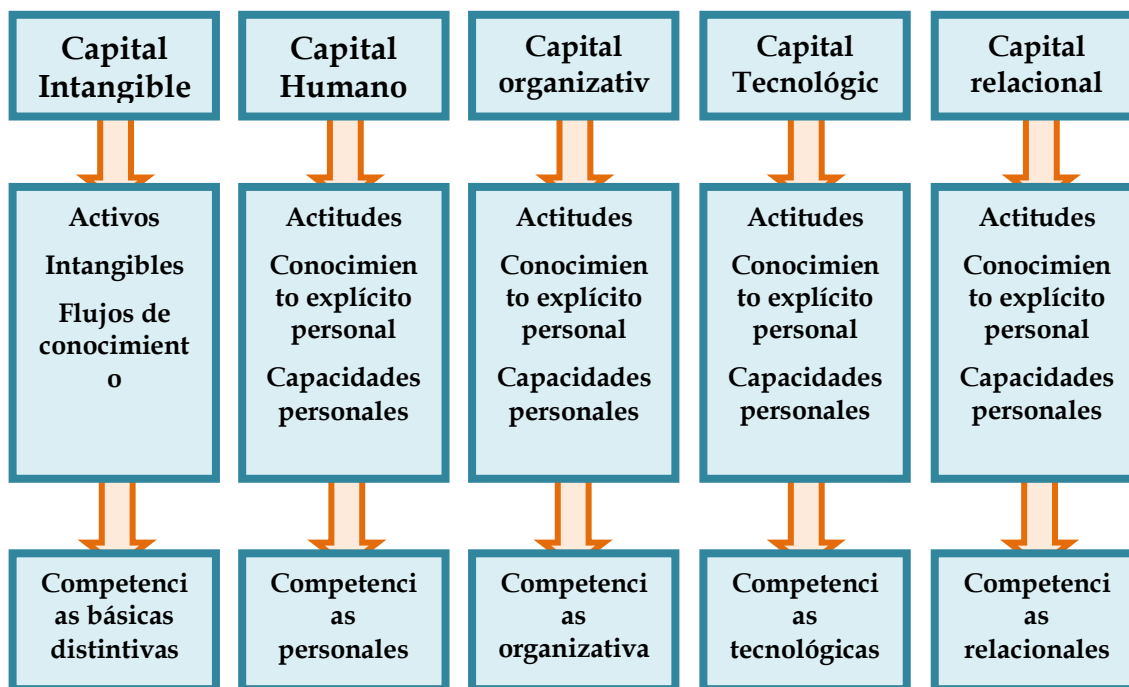 Capital
Intangible
Capital
Humano
Capital
organizativ
Capital
Tecnológic
Capital
relacional
Activos
Intangibles
Flujos de
conocimient
o
Actitudes
Conocimien
to explícito
personal
Capacidades
personales
Actitudes
Conocimien
to explícito
personal
Capacidades
personales
Actitudes
Conocimien
to explícito
personal
Capacidades
personales
Actitudes
Conocimien
to explícito
personal
Capacidades
personales
Competenci
as básicas
distintivas
Competenci
as
personales
Competenci
as
organizativa
Competenci
as
tecnológicas
Competenci
as
relacionales